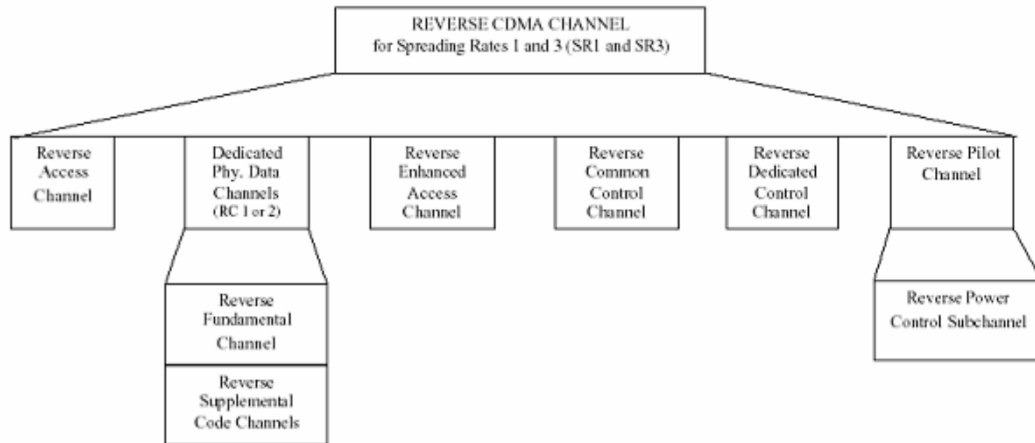 REVERSE CDMA CHANNEL
for Spreading Rates 1 and 3 (SR1 and SR3)
Reverse
Access
Channel
Dedicated
Phy. Data
Channels
(RC 1 or 2)
Reverse
Enhanced
Access
Channel
Reverse
Common
Control
Channel
Reverse
Dedicated
Control
Channel
Reverse Pilot
Channel
Reverse
Fundamental
Channel
Reverse
Supplemental
Code Channels
Reverse Power
Control Subchannel